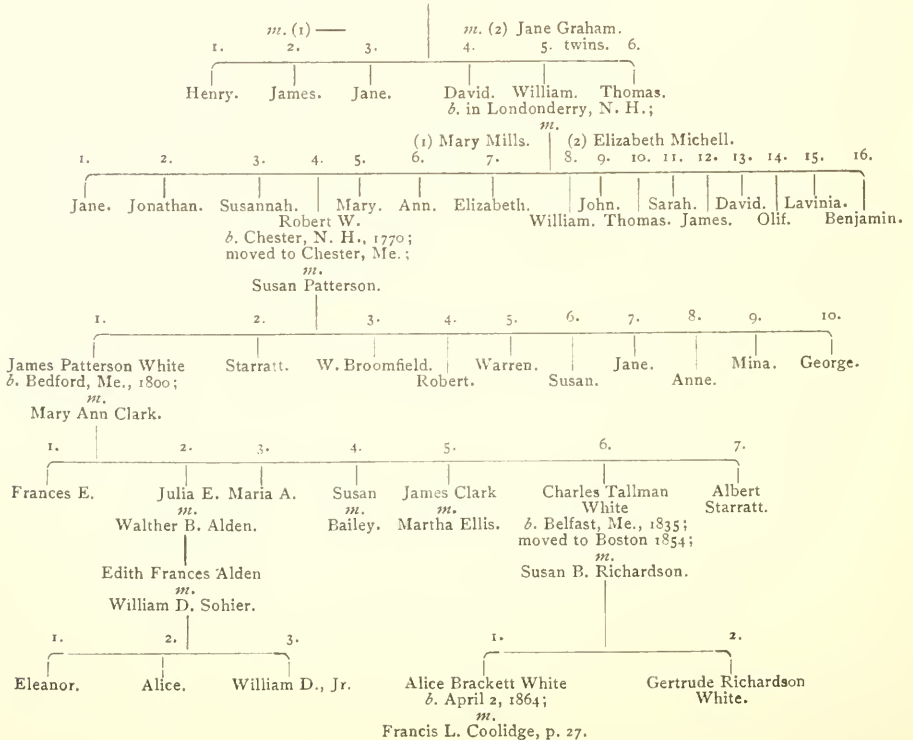 m. (1) — m. (2) Jane Graham.
1. 2. 3. 4. 5. twins. 6.
Henry. James. Jane. David. William. Thomas.
b. in Londonderry, N. H.;
m.
(1) Mary Mills. (2) Elizabeth Michell.
1. 2. 3. 4. 5. 6. 7. 8. 9. 10. 11. 12. 13. 14. 15. 16.
Jane. Jonathan. Susannah. Mary. Ann. Elizabeth. John. Sarah. David. Lavinia.
Robert W. William. Thomas. James. Olif. Benjamin.
b. Chester, N. H., 1770;
moved to Chester, Me.;
m.
Susan Patterson.
1. 2. 3. 4. 5. 6. 7. 8. 9. 10.
James Patterson White Starratt. W. Broomfield. Warren. Jane. Mina. George.
b. Bedford, Me., 1800; Robert. Susan. Anne.
m.
Mary Ann Clark.
1. 2. 3. 4. 5. 6. 7.
Frances E. Julia E. Maria A. Susan James Clark Charles Tallman Albert
m. m. m. White Starratt.
Walther B. Alden. Bailey. Martha Ellis. b. Belfast, Me., 1835;
moved to Boston 1854;
m.
Edith Frances Alden Susan B. Richardson.
m.
William D. Sohier.
1. 2. 3. 1. 2.
Eleanor. Alice. William D., Jr. Alice Brackett White Gertrude Richardson
b. April 2, 1864; White.
m.
Francis L. Coolidge, p. 27.